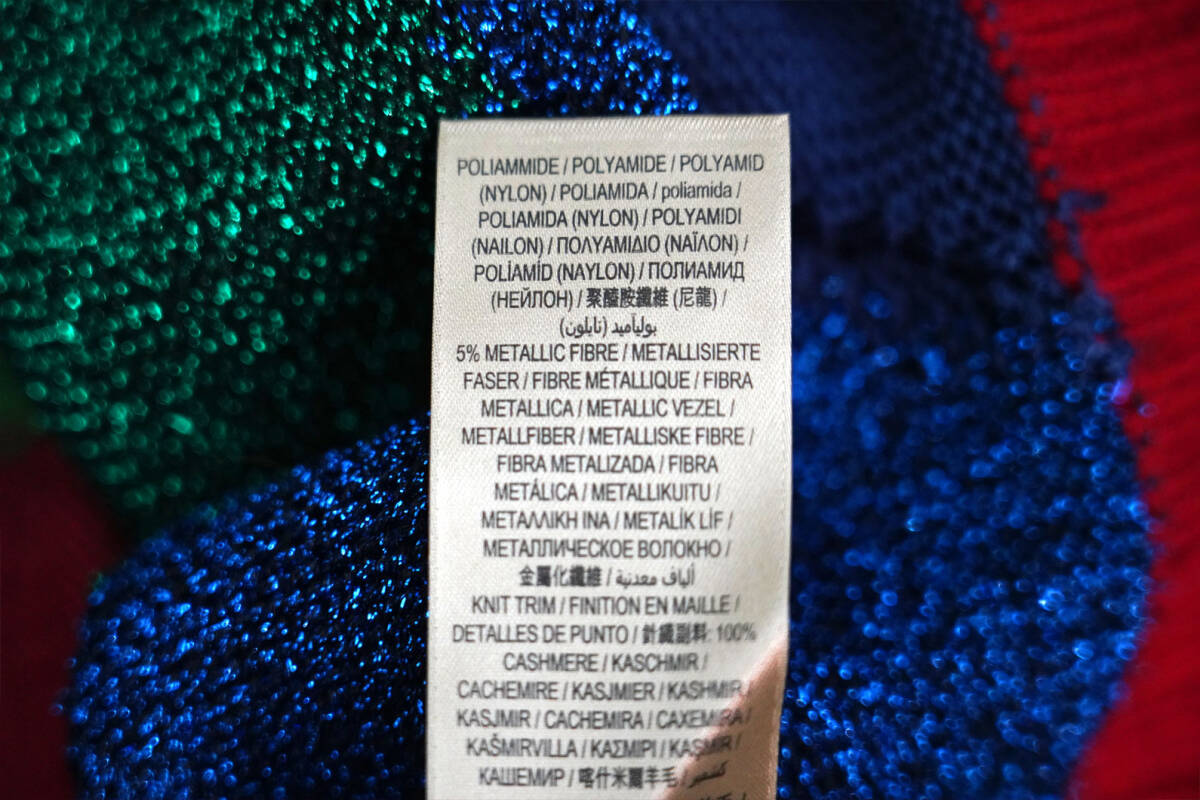 POLIAMMIDE / POLYAMIDE / POLYAMID
(NYLON) / POLIAMIDA / poliamida /
POLIAMIDA (NYLON) / POLYAMIDI
(NAILON) / ΠΟΛΥΑΜΙΔΙΟ (ΝΑΪΛΟΝ) /
POLİAMİD (NAYLON) / ПОЛИАМИД
(НЕЙЛОН) / 聚醯胺纖維 (尼龍) /
بولیآمید (نایلون)
5% METALLIC FIBRE / METALLISIERTE
FASER / FIBRE MÉTALLIQUE / FIBRA
METALLICA / METALLIC VEZEL /
METALLFIBER / METALLISKE FIBRE /
FIBRA METALIZADA / FIBRA
METÁLICA / METALLIKUITU /
ΜΕΤΑΛΛΙΚΗ ΙΝΑ / METALİK LİF /
МЕТАЛЛИЧЕСКОЕ ВОЛОКНО /
金屬化纖維 / ألياف معدنية /
KNIT TRIM / FINITION EN MAILLE /
DETALLES DE PUNTO / 針織副料: 100%
CASHMERE / KASCHMIR /
CACHEMIRE / KASJMIER / KASHMIR /
KASJMIR / CACHEMIRA / CAXEMIRA /
KAŠMIRVILLA / ΚΑΣΜΙΡΙ / KAŞMİR /
КАШЕМИР / 喀什米爾羊毛 / كشمير /